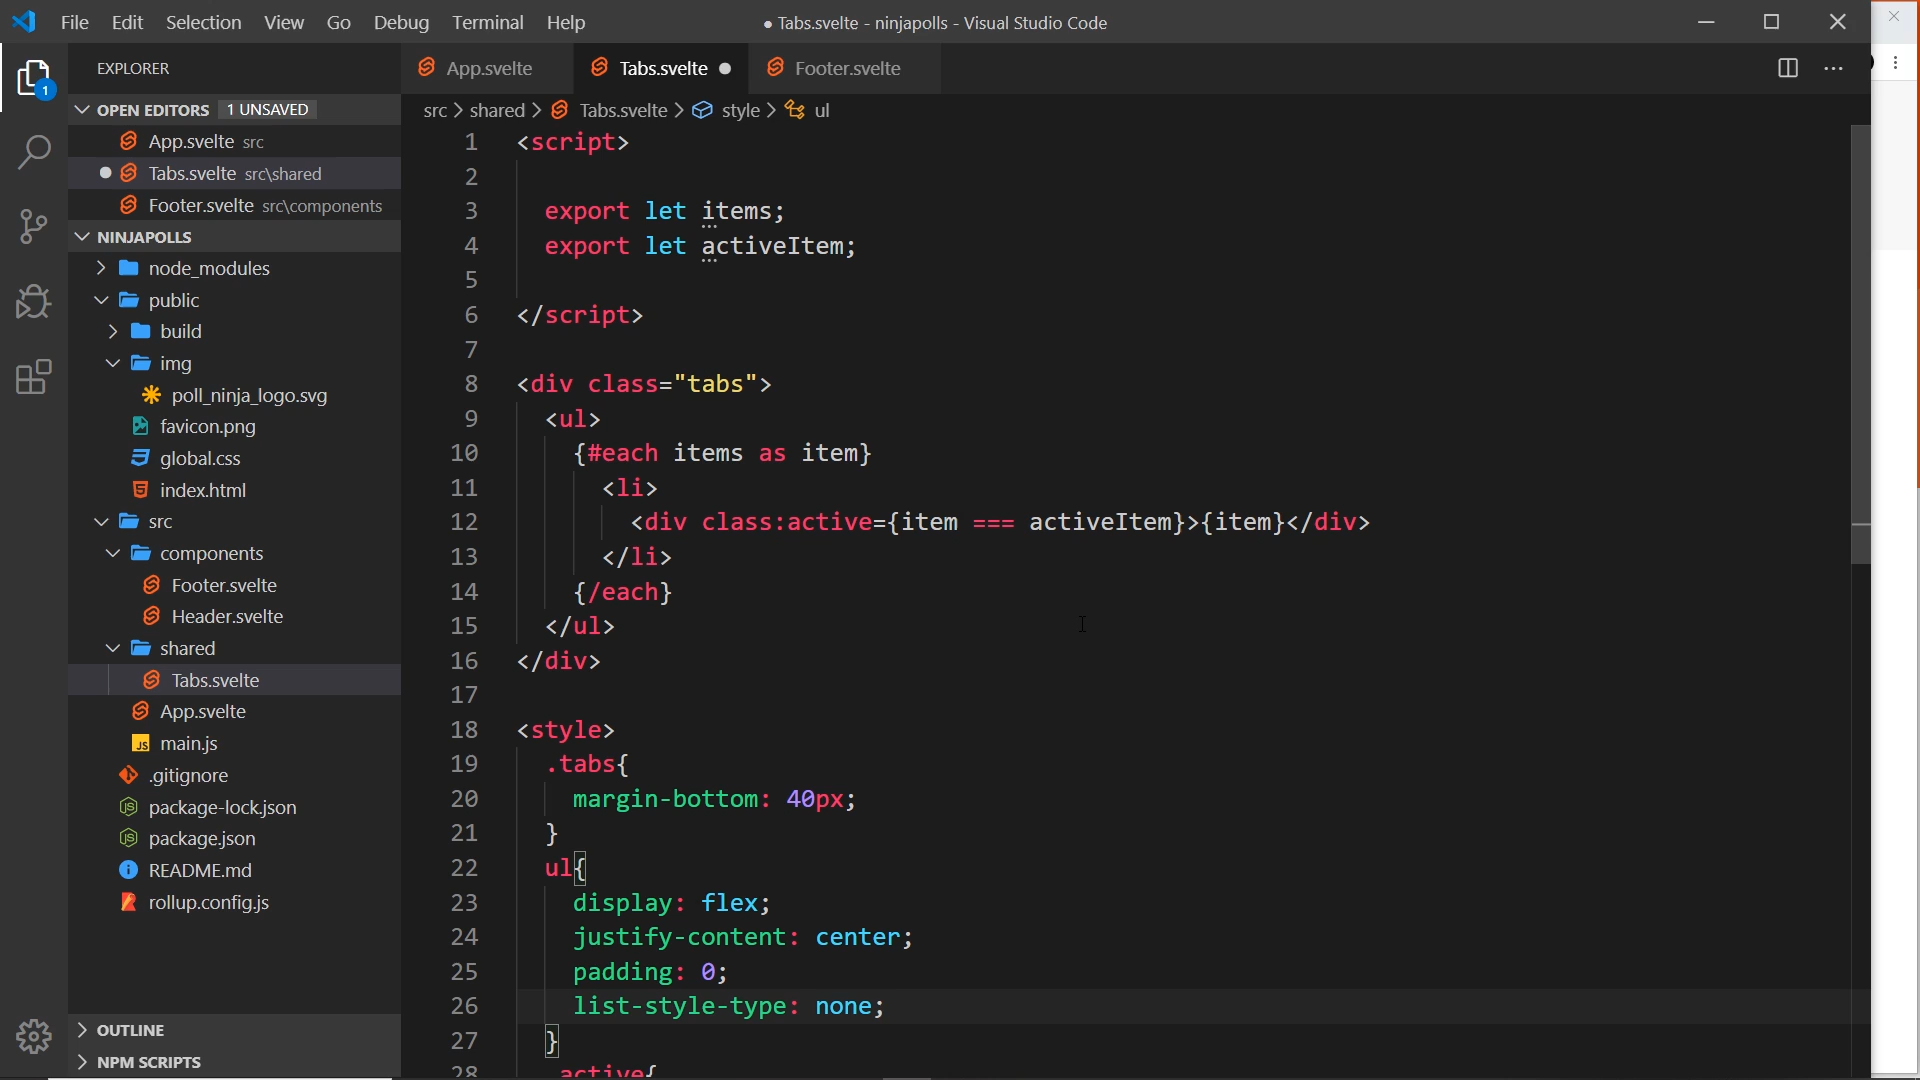 File Edit Selection View Go Debug Terminal Help
● Tabs.svelte - ninjapolls - Visual Studio Code
EXPLORER
OPEN EDITORS 1 UNSAVED
App.svelte src
Tabs.svelte src\shared
Footer.svelte src\components
NINJAPOLLS
node_modules
public
build
img
poll_ninja_logo.svg
favicon.png
global.css
index.html
src
components
Footer.svelte
Header.svelte
shared
Tabs.svelte
App.svelte
main.js
.gitignore
package-lock.json
package.json
README.md
rollup.config.js
OUTLINE
NPM SCRIPTS
1
App.svelte Tabs.svelte Footer.svelte
src > shared > Tabs.svelte > style > ul
1 <script>
2
3 export let items;
4 export let activeItem;
5
6 </script>
7
8 <div class="tabs">
9 <ul>
10 {#each items as item}
11 <li>
12 <div class:active={item === activeItem}>{item}</div>
13 </li>
14 {/each}
15 </ul>
16 </div>
17
18 <style>
19 .tabs{
20 margin-bottom: 40px;
21 }
22 ul{
23 display: flex;
24 justify-content: center;
25 padding: 0;
26 list-style-type: none;
27 }
28 .active{